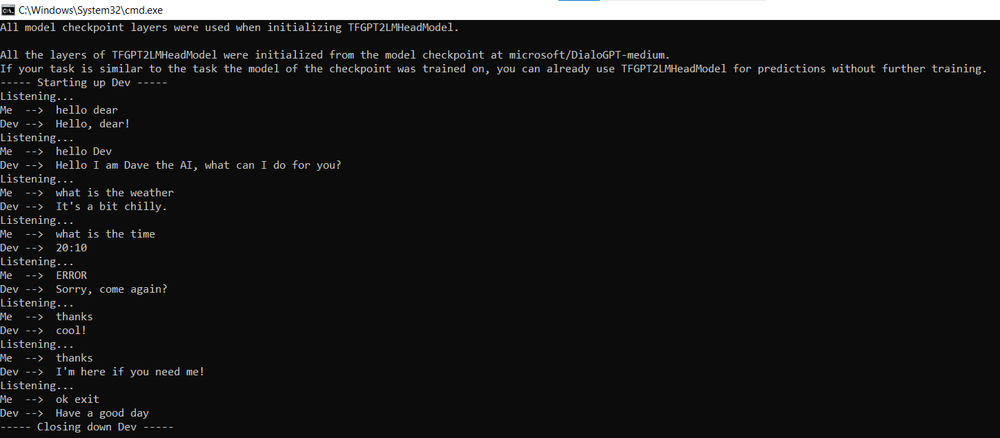 C:\Windows\System32\cmd.exe
All model checkpoint layers were used when initializing TFGPT2LMHeadModel.
All the layers of TFGPT2LMHeadModel were initialized from the model checkpoint at microsoft/DialoGPT-medium.
If your task is similar to the task the model of the checkpoint was trained on, you can already use TFGPT2LMHeadModel for predictions without further training.
----- Starting up Dev -----
Listening...
Me  -->  hello dear
Dev -->  Hello, dear!
Listening...
Me  -->  hello Dev
Dev -->  Hello I am Dave the AI, what can I do for you?
Listening...
Me  -->  what is the weather
Dev -->  It's a bit chilly.
Listening...
Me  -->  what is the time
Dev -->  20:10
Listening...
Me  -->  ERROR
Dev -->  Sorry, come again?
Listening...
Me  -->  thanks
Dev -->  cool!
Listening...
Me  -->  thanks
Dev -->  I'm here if you need me!
Listening...
Me  -->  ok exit
Dev -->  Have a good day
----- Closing down Dev -----